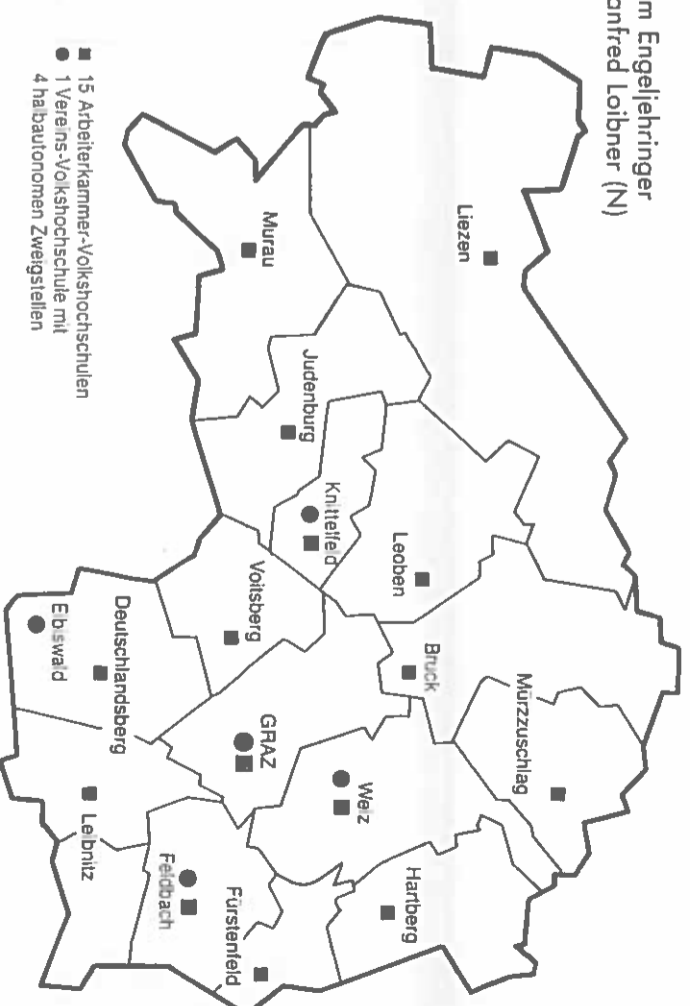 m Engeljehringer
anfred Loibner (N)
Liezen
Murau
Judenburg
Knittelfeld
Leoben
Bruck
Mürzzuschlag
Voitsberg
Deutschlandsberg
Eibiswald
GRAZ
Weiz
Hartberg
Leibnitz
Feldbach
Fürstenfeld
15 Arbeiterkammer-Volkshochschulen
1 Vereins-Volkshochschule mit
4 halbautonomen Zweigstellen